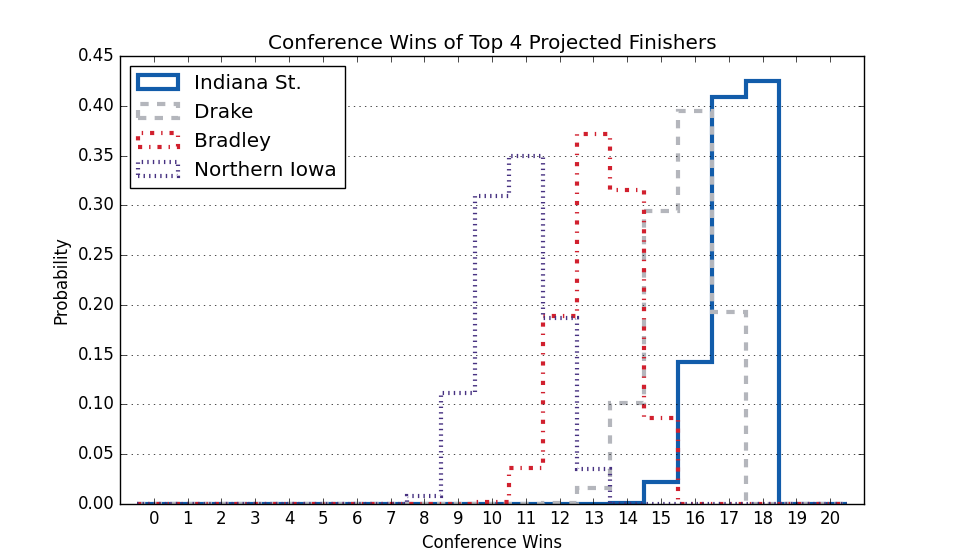 Conference Wins of Top 4 Projected Finishers
Indiana St.
Drake
Bradley
Northern Iowa
Probability
0.45
0.40
0.35
0.30
0.25
0.20
0.15
0.10
0.05
0.00
0 1 2 3 4 5 6 7 8 9 10 11 12 13 14 15 16 17 18 19 20
Conference Wins